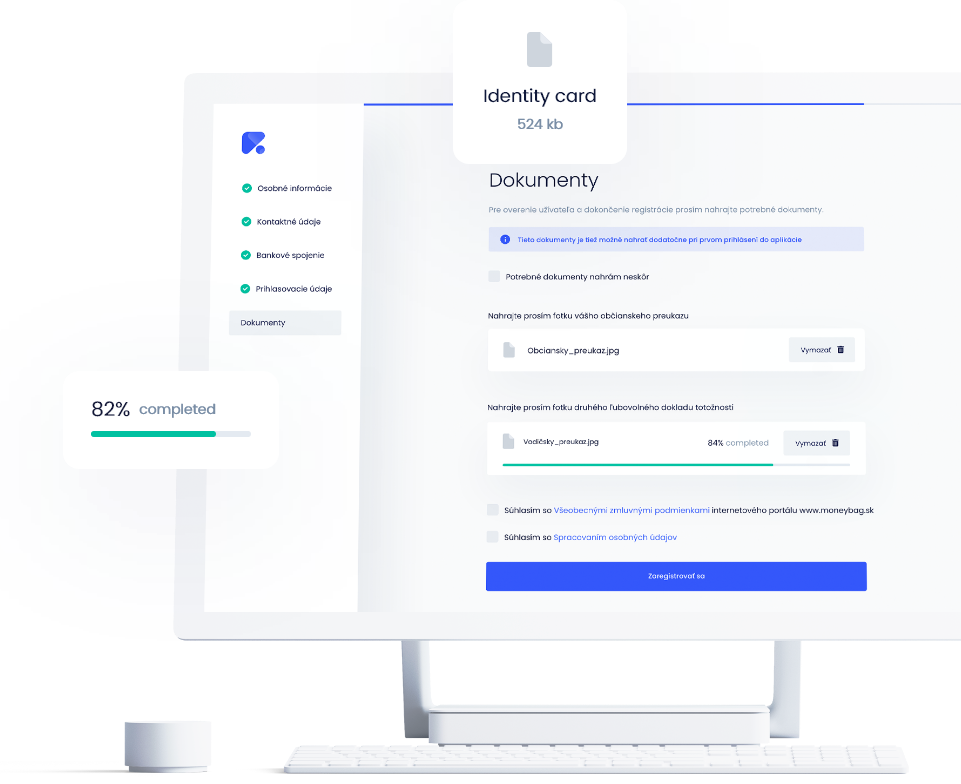 Identity card
524 kb
Osobné informácie
Kontaktné údaje
Bankové spojenie
Prihlasovacie údaje
Dokumenty
82% completed
Dokumenty
Pre overenie užívateľa a dokončenie registrácie prosím nahrajte potrebné dokumenty.
Tieto dokumenty je tiež možné nahrať dodatočne pri prvom prihlásení do aplikácie
Potrebné dokumenty nahrám neskôr
Nahrajte prosím fotku vášho občianskeho preukazu
Obciansky_preukaz.jpg Vymazať
Nahrajte prosím fotku druhého ľubovoľného dokladu totožnosti
Vodičsky_preukaz.jpg 84% completed Vymazať
Súhlasím so Všeobecnými zmluvnými podmienkami internetového portálu www.moneybag.sk
Súhlasím so Spracovaním osobných údajov
Zaregistrovať sa